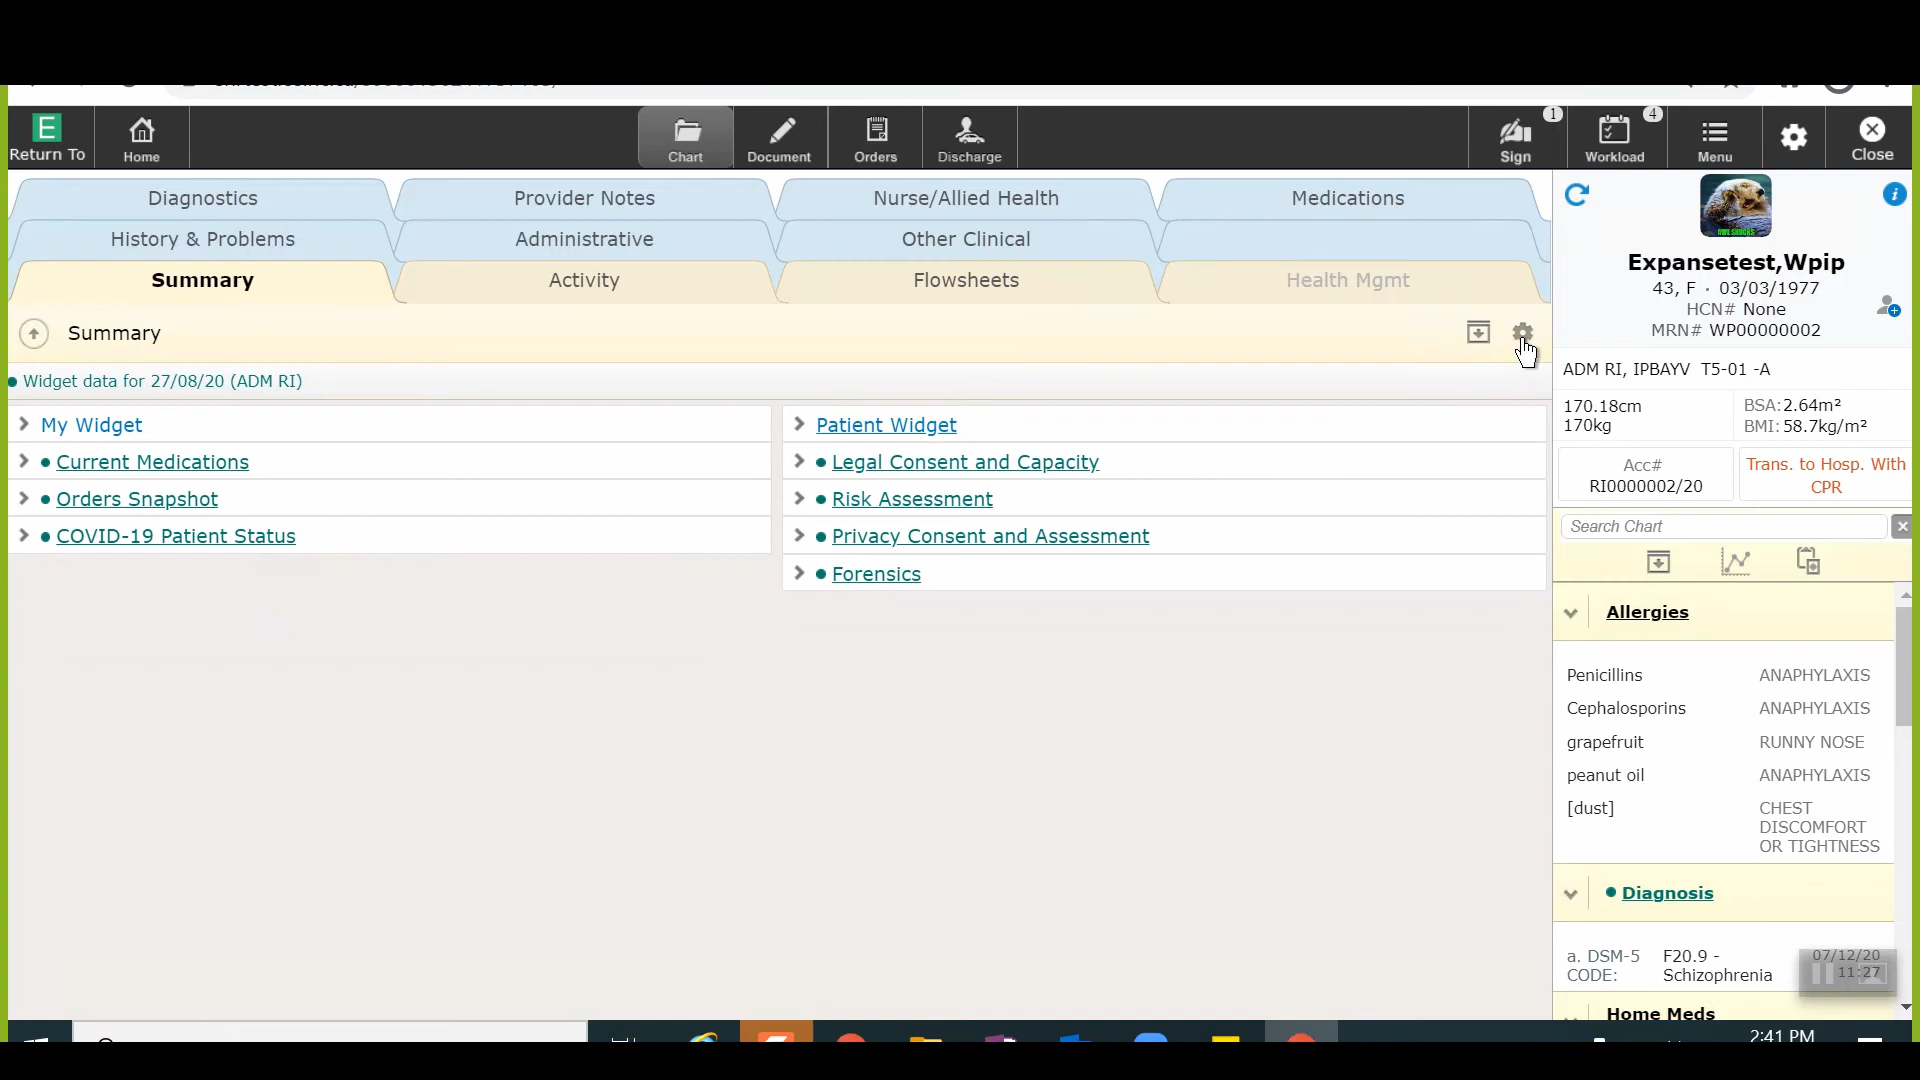 E
Return To
Home
Chart
Document
Orders
Discharge
1
Sign
4
Workload
Menu
Close
Diagnostics
Provider Notes
Nurse/Allied Health
Medications
History & Problems
Administrative
Other Clinical
Summary
Activity
Flowsheets
Health Mgmt
Summary
Widget data for 27/08/20 (ADM RI)
My Widget
Current Medications
Orders Snapshot
COVID-19 Patient Status
Patient Widget
Legal Consent and Capacity
Risk Assessment
Privacy Consent and Assessment
Forensics
AWE SHUCKS
Expansetest,Wpip
43, F · 03/03/1977
HCN# None
MRN# WP00000002
ADM RI, IPBAYV T5-01 -A
170.18cm
170kg
BSA: 2.64m²
BMI: 58.7kg/m²
Acc#
RI0000002/20
Trans. to Hosp. With
CPR
Search Chart
Allergies
Penicillins ANAPHYLAXIS
Cephalosporins ANAPHYLAXIS
grapefruit RUNNY NOSE
peanut oil ANAPHYLAXIS
[dust] CHEST
DISCOMFORT
OR TIGHTNESS
Diagnosis
a. DSM-5 F20.9 -
CODE: Schizophrenia
07/12/20
11:27
Home Meds
2:41 PM